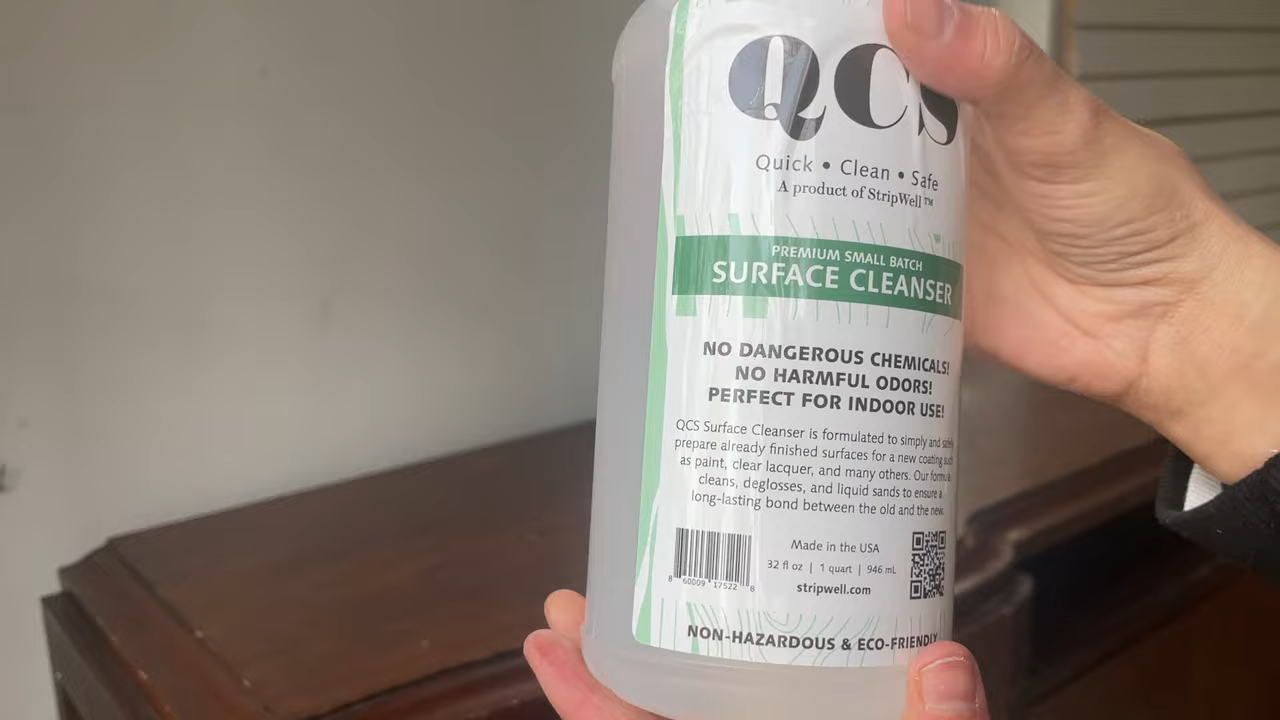 QCS
Quick • Clean • Safe
A product of StripWell™
PREMIUM SMALL BATCH
SURFACE CLEANSER
NO DANGEROUS CHEMICALS!
NO HARMFUL ODORS!
PERFECT FOR INDOOR USE!
QCS Surface Cleanser is formulated to simply and safely
prepare already finished surfaces for a new coating such
as paint, clear lacquer, and many others. Our formula
cleans, deglosses, and liquid sands to ensure a
long-lasting bond between the old and the new.
Made in the USA
32 fl oz | 1 quart | 946 mL
stripwell.com
8 60009 17522 8
NON-HAZARDOUS & ECO-FRIENDLY